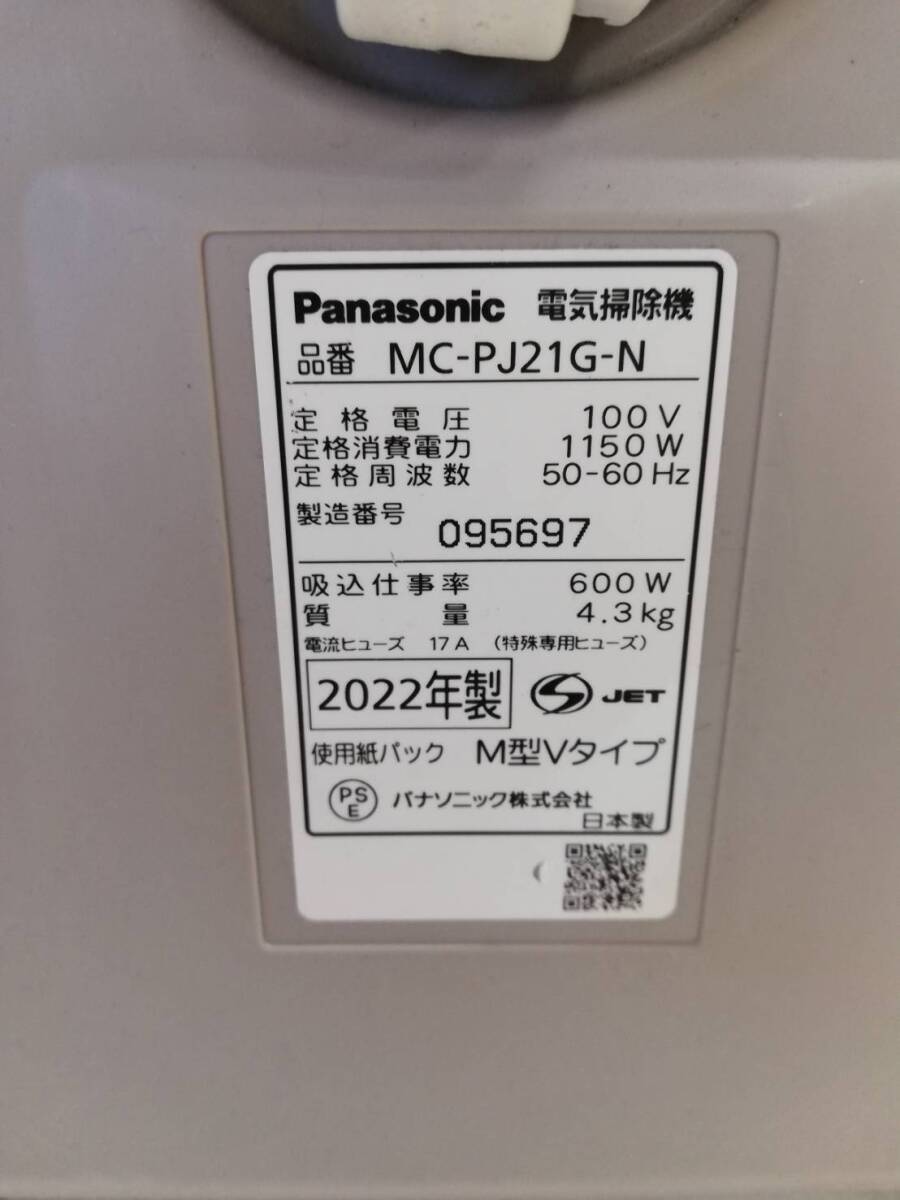 Panasonic 電気掃除機
品番 MC-PJ21G-N
定格電圧 100V
定格消費電力 1150W
定格周波数 50-60Hz
製造番号 095697
吸込仕事率 600W
質量 4.3kg
電流ヒューズ 17A (特殊専用ヒューズ)
2022年製 S JET
使用紙パック M型Vタイプ
PSE パナソニック株式会社
日本製